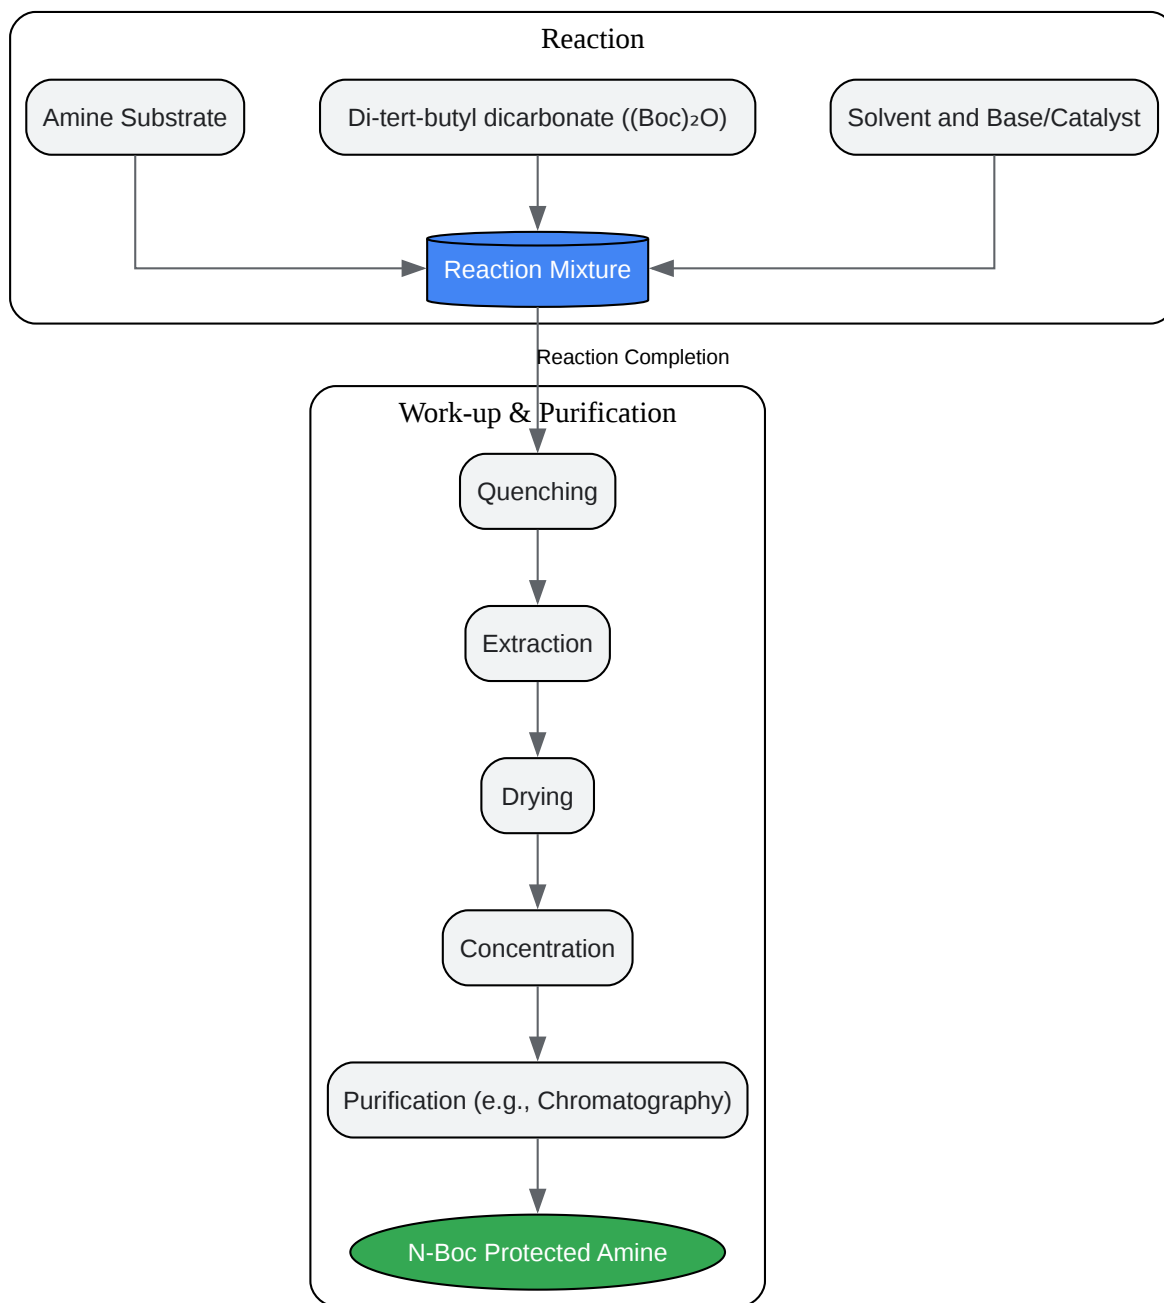 Reaction
Amine Substrate
Di-tert-butyl dicarbonate ((Boc)₂O)
Solvent and Base/Catalyst
Reaction Mixture
Reaction Completion
Work-up & Purification
Quenching
Extraction
Drying
Concentration
Purification (e.g., Chromatography)
N-Boc Protected Amine